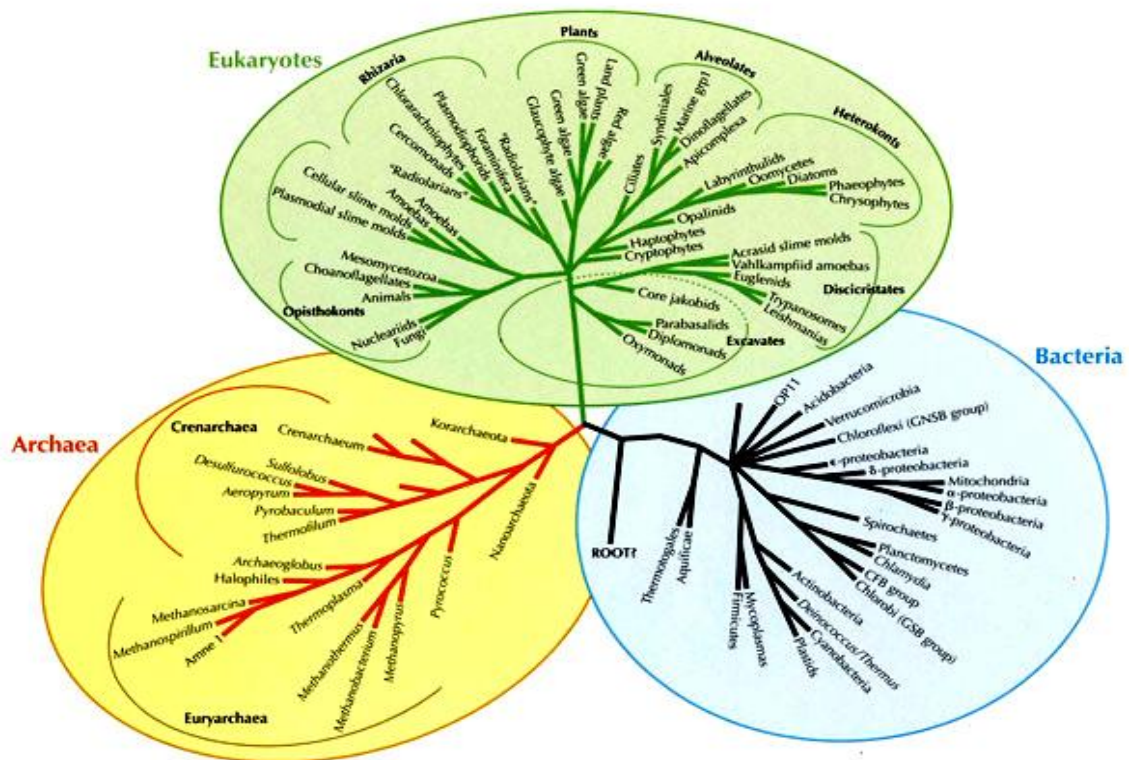 Eukaryotes
Rhizaria
Plants
Alveolates
Heterokonts
Chlorarachniophytes
Plasmodiophorids
Cercomonads
Foraminifera
"Radiolarians"
"Radiolarians"
Glaucophyte algae
Green algae
Green algae
Land plants
Red algae
Ciliates
Syndiniales
Marine grp1
Dinoflagellates
Apicomplexa
Labyrinthulids
Oomycetes
Diatoms
Phaeophytes
Chrysophytes
Opalinids
Haptophytes
Cryptophytes
Cellular slime molds
Plasmodial slime molds
Amoebas
Amoebas
Mesomycetozoa
Choanoflagellates
Animals
Opisthokonts
Nucleariids
Fungi
Acrasid slime molds
Vahlkampfiid amoebas
Euglenids
Discicristates
Trypanosomes
Leishmanias
Core jakobids
Parabasalids
Diplomonads
Oxymonads
Excavates
Archaea
Crenarchaea
Crenarchaeum
Korarchaeota
Sulfolobus
Desulfurococcus
Aeropyrum
Pyrobaculum
Thermofilum
Nanoarchaeota
Archaeoglobus
Halophiles
Methanosarcina
Methanospirillum
Amne 1
Thermoplasma
Methanothermus
Methanobacterium
Methanopyrus
Pyrococcus
Euryarchaea
Bacteria
OP11
Acidobacteria
Verrucomicrobia
Chloroflexi (GNSB group)
ϵ-proteobacteria
δ-proteobacteria
Mitochondria
α-proteobacteria
β-proteobacteria
γ-proteobacteria
Spirochaetes
Planctomycetes
Chlamydia
CFB group
Chlorobi (GSB group)
ROOT?
Thermotogales
Aquificae
Firmicutes
Mycoplasmas
Actinobacteria
Deinococcus/Thermus
Cyanobacteria
Plastids